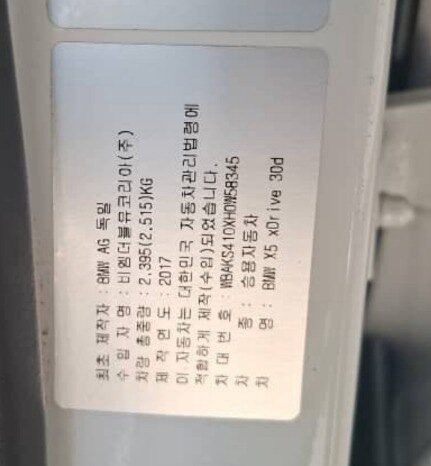 최초 제작자 : BMW AG 독일
수 입 자 명 : 비엠더블유코리아(주)
차량 총중량 : 2,395(2,515)KG
제 작 연 도 : 2017
이 자동차는 대한민국 자동차관리법령에
적합하게 제작(수입)되었습니다.
차 대 번 호 : WBAKS410XH0W58345
차 종 : 승용자동차
차 명 : BMW X5 xDrive 30d